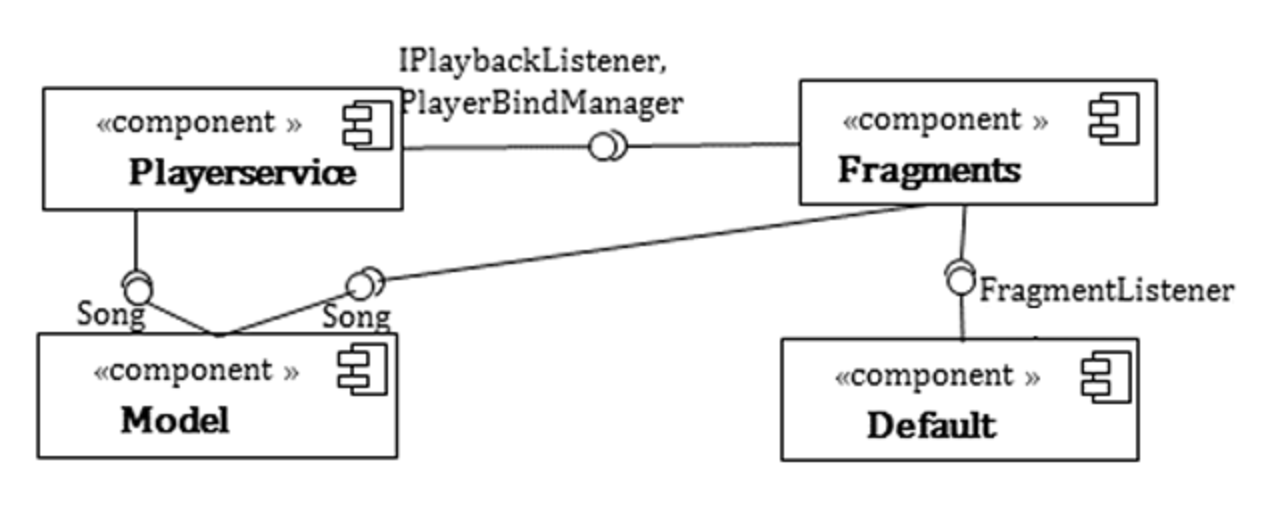 IPlaybackListener,
PlayerBindManager
«component »
Playerservice
«component »
Fragments
Song
Song
FragmentListener
«component »
Model
«component »
Default